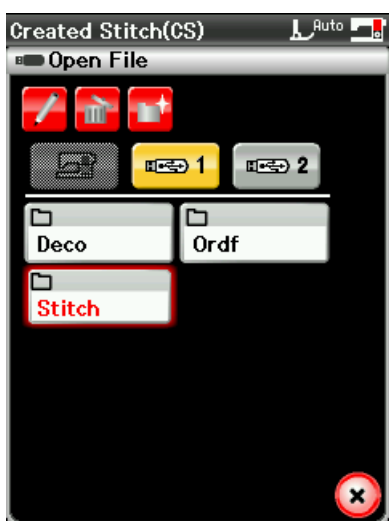 Created Stitch(CS)
Auto
Open File
1
2
Deco
Ordf
Stitch